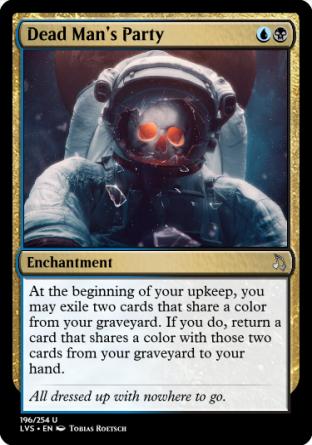 Dead Man's Party
Enchantment
At the beginning of your upkeep, you
may exile two cards that share a color
from your graveyard. If you do, return a
card that shares a color with those two
cards from your graveyard to your
hand.
All dressed up with nowhere to go.
196/254 U
LVS • EN Tobias Roetsch